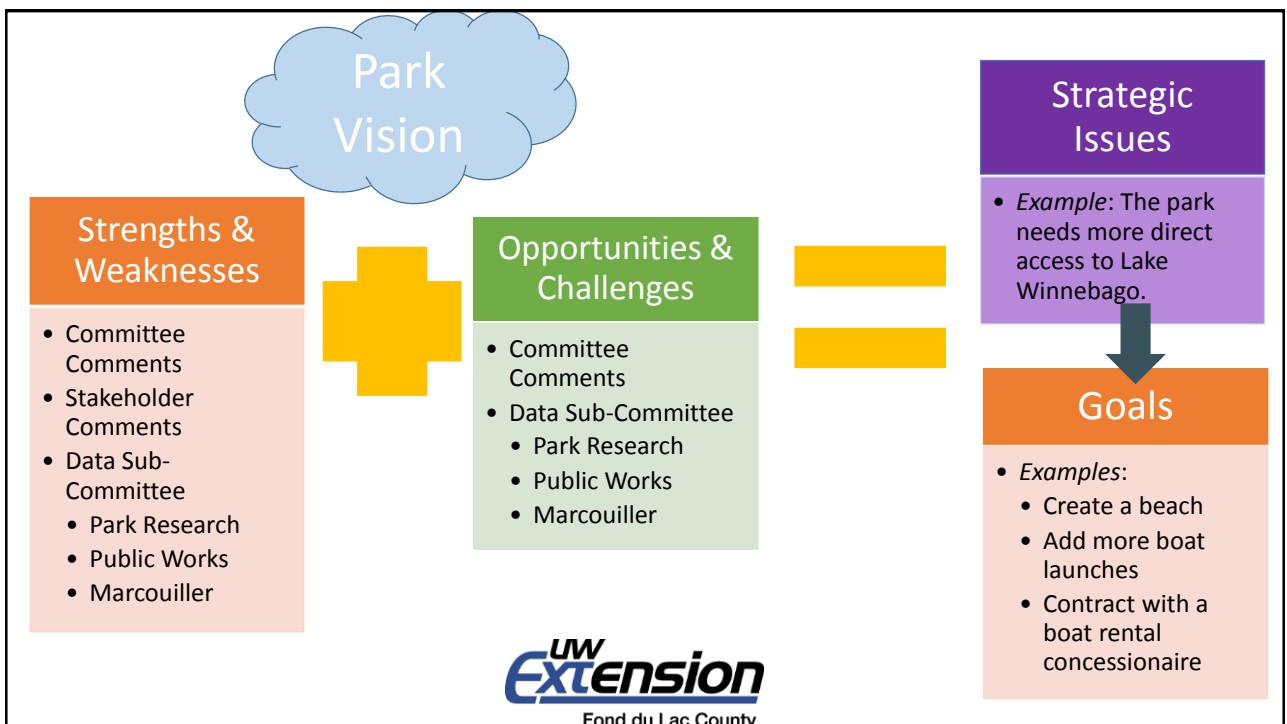 Park
Vision
Strengths &
Weaknesses
• Committee
Comments
• Stakeholder
Comments
• Data Sub-
Committee
• Park Research
• Public Works
• Marcouiller
Opportunities &
Challenges
• Committee
Comments
• Data Sub-Committee
• Park Research
• Public Works
• Marcouiller
Strategic
Issues
• Example: The park
needs more direct
access to Lake
Winnebago.
Goals
• Examples:
• Create a beach
• Add more boat
launches
• Contract with a
boat rental
concessionaire
UW
Extension
Fond du Lac County